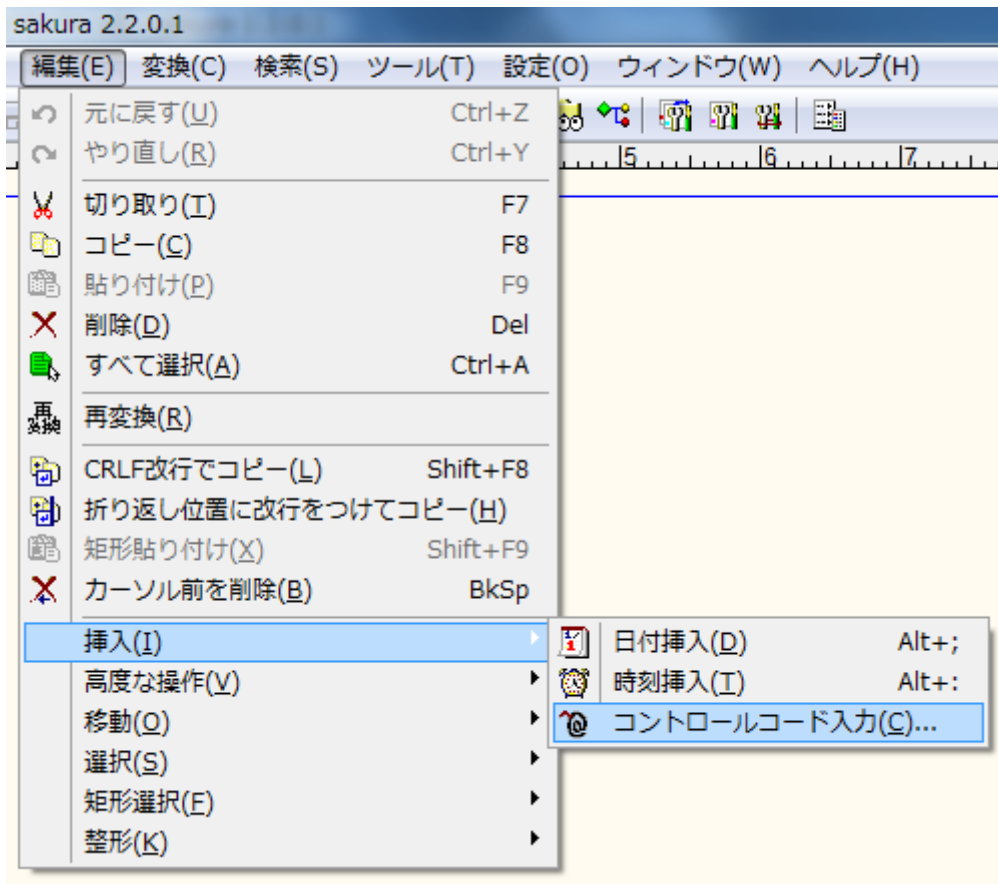 sakura 2.2.0.1
編集(E) 変換(C) 検索(S) ツール(T) 設定(O) ウィンドウ(W) ヘルプ(H)
元に戻す(U) Ctrl+Z
やり直し(R) Ctrl+Y
5 6 7
切り取り(T) F7
コピー(C) F8
貼り付け(P) F9
削除(D) Del
すべて選択(A) Ctrl+A
再変換 再変換(R)
CRLF改行でコピー(L) Shift+F8
折り返し位置に改行をつけてコピー(H)
矩形貼り付け(X) Shift+F9
カーソル前を削除(B) BkSp
挿入(I)
日付挿入(D) Alt+;
高度な操作(V)
時刻挿入(T) Alt+:
移動(O)
コントロールコード入力(C)...
選択(S)
矩形選択(F)
整形(K)